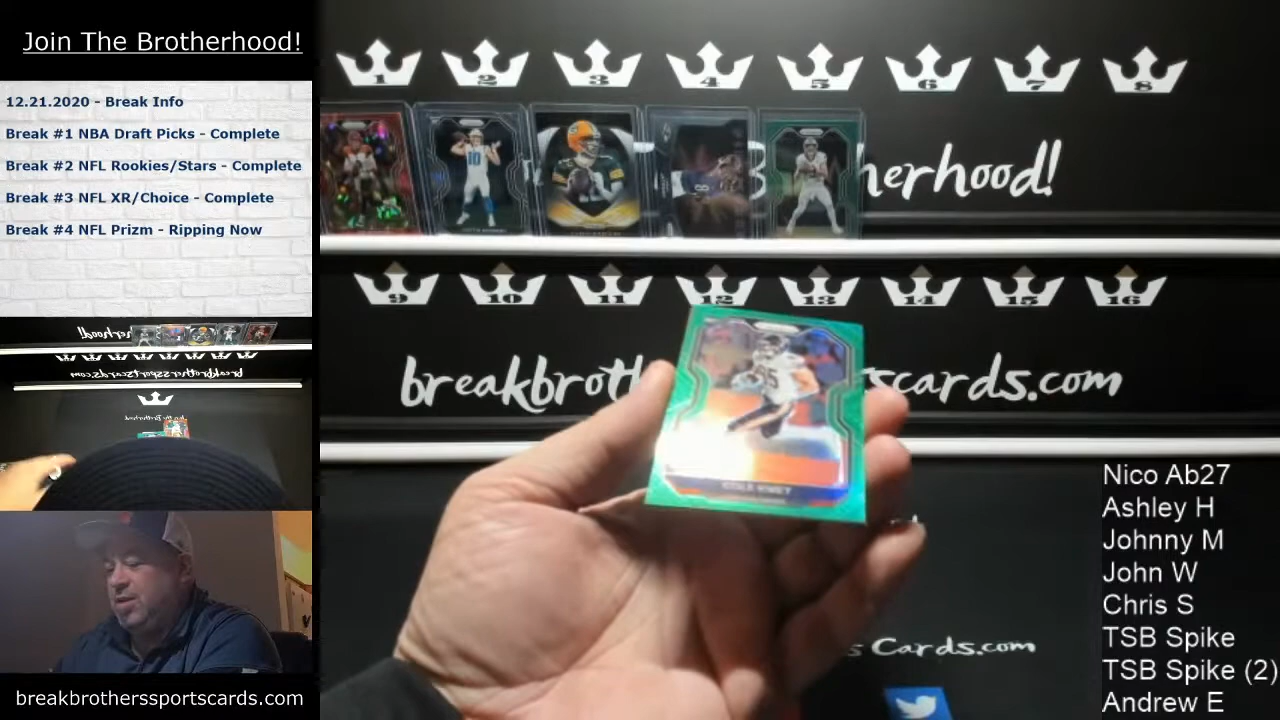 Join The Brotherhood!
12.21.2020 - Break Info
Break #1 NBA Draft Picks - Complete
Break #2 NFL Rookies/Stars - Complete
Break #3 NFL XR/Choice - Complete
Break #4 NFL Prizm - Ripping Now
1 2 3 4 5 6 7 8
herhood!
9 10 11 12 13 14 15 16
breakbroth scards.com
COLE KMET
s Cards.com
Nico Ab27
Ashley H
Johnny M
John W
Chris S
TSB Spike
TSB Spike (2)
Andrew E
breakbrotherssportscards.com